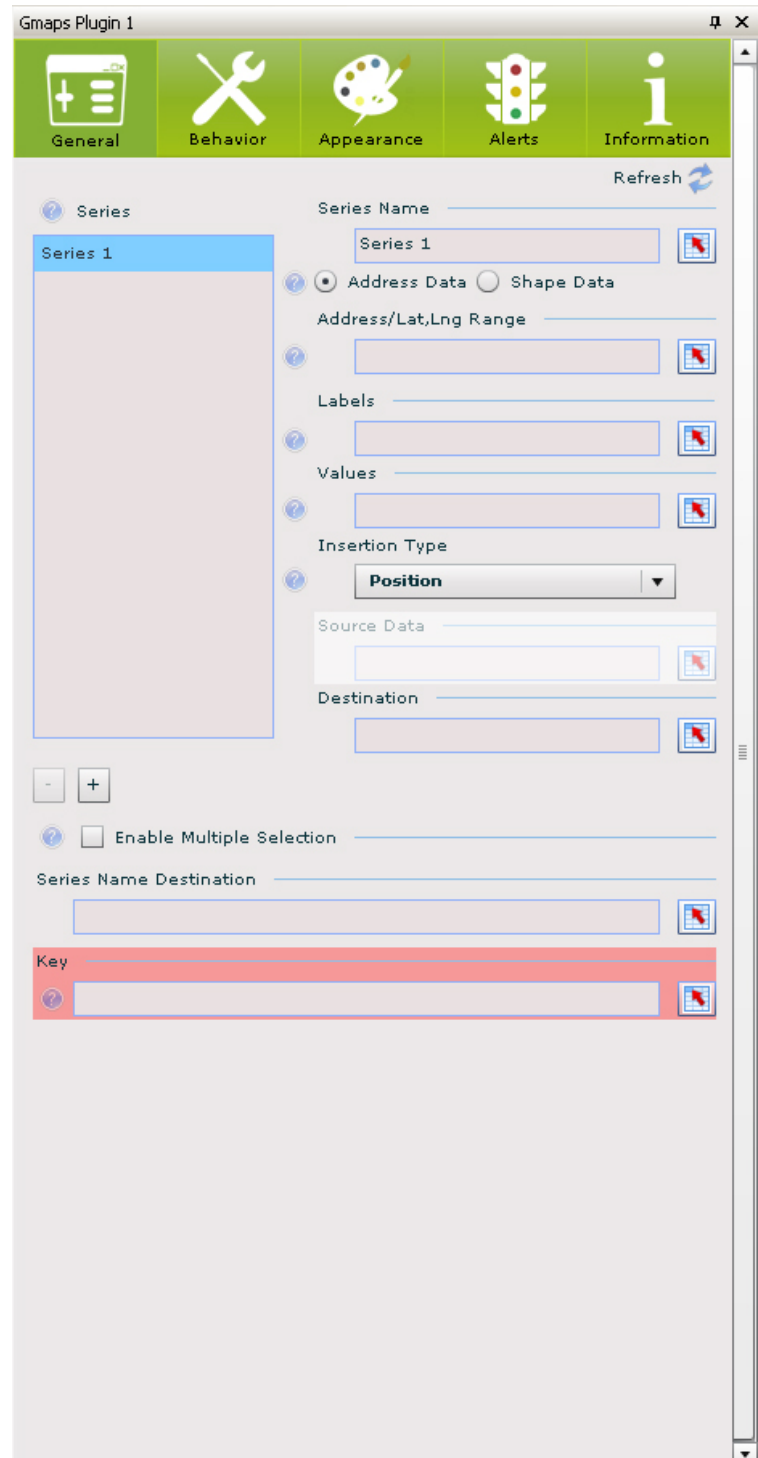 Gmaps Plugin 1
General
Behavior
Appearance
Alerts
Information
Refresh
Series
Series 1
Series Name
Series 1
Address Data
Shape Data
Address/Lat,Lng Range
Labels
Values
Insertion Type
Position
Source Data
Destination
- +
Enable Multiple Selection
Series Name Destination
Key